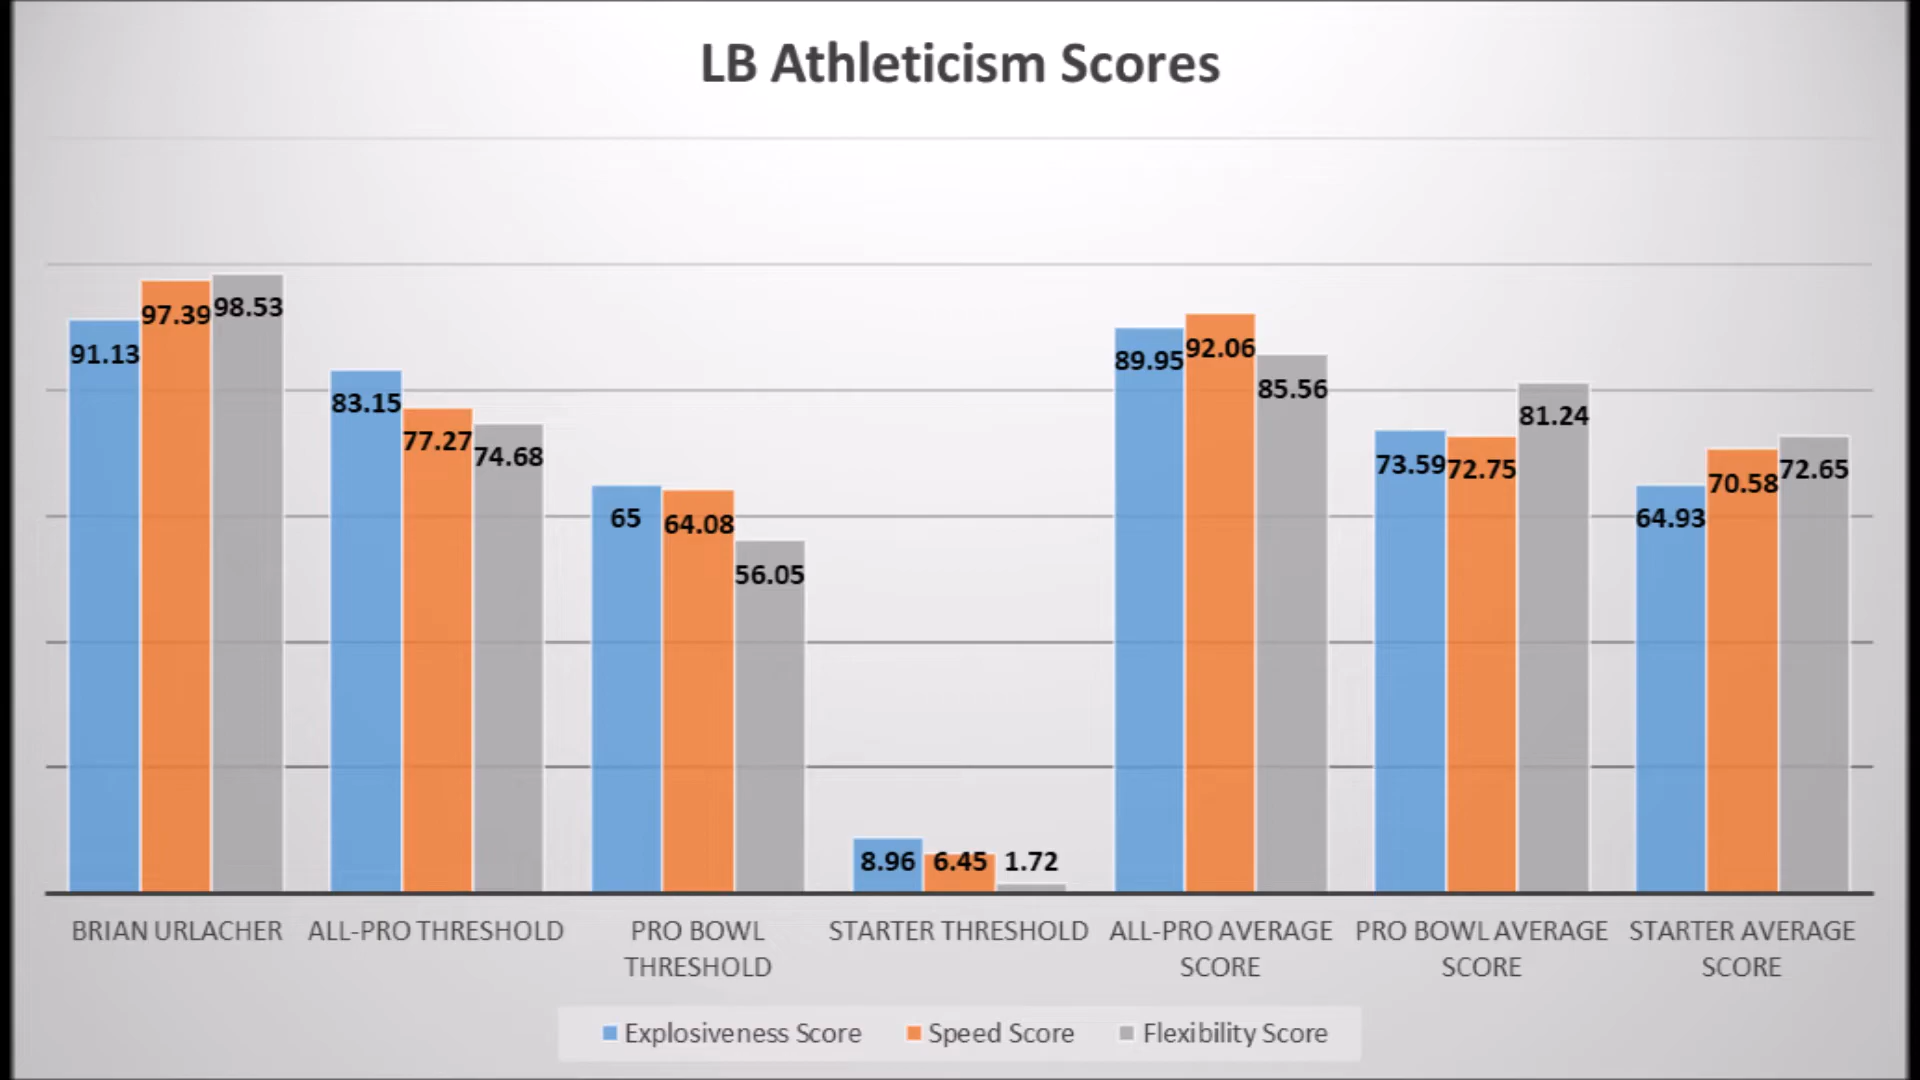 LB Athleticism Scores
91.13
97.39
98.53
83.15
77.27
74.68
65
64.08
56.05
8.96
6.45
1.72
89.95
92.06
85.56
73.59
72.75
81.24
64.93
70.58
72.65
BRIAN URLACHER
ALL-PRO THRESHOLD
PRO BOWL
THRESHOLD
STARTER THRESHOLD
ALL-PRO AVERAGE
SCORE
PRO BOWL AVERAGE
SCORE
STARTER AVERAGE
SCORE
Explosiveness Score
Speed Score
Flexibility Score